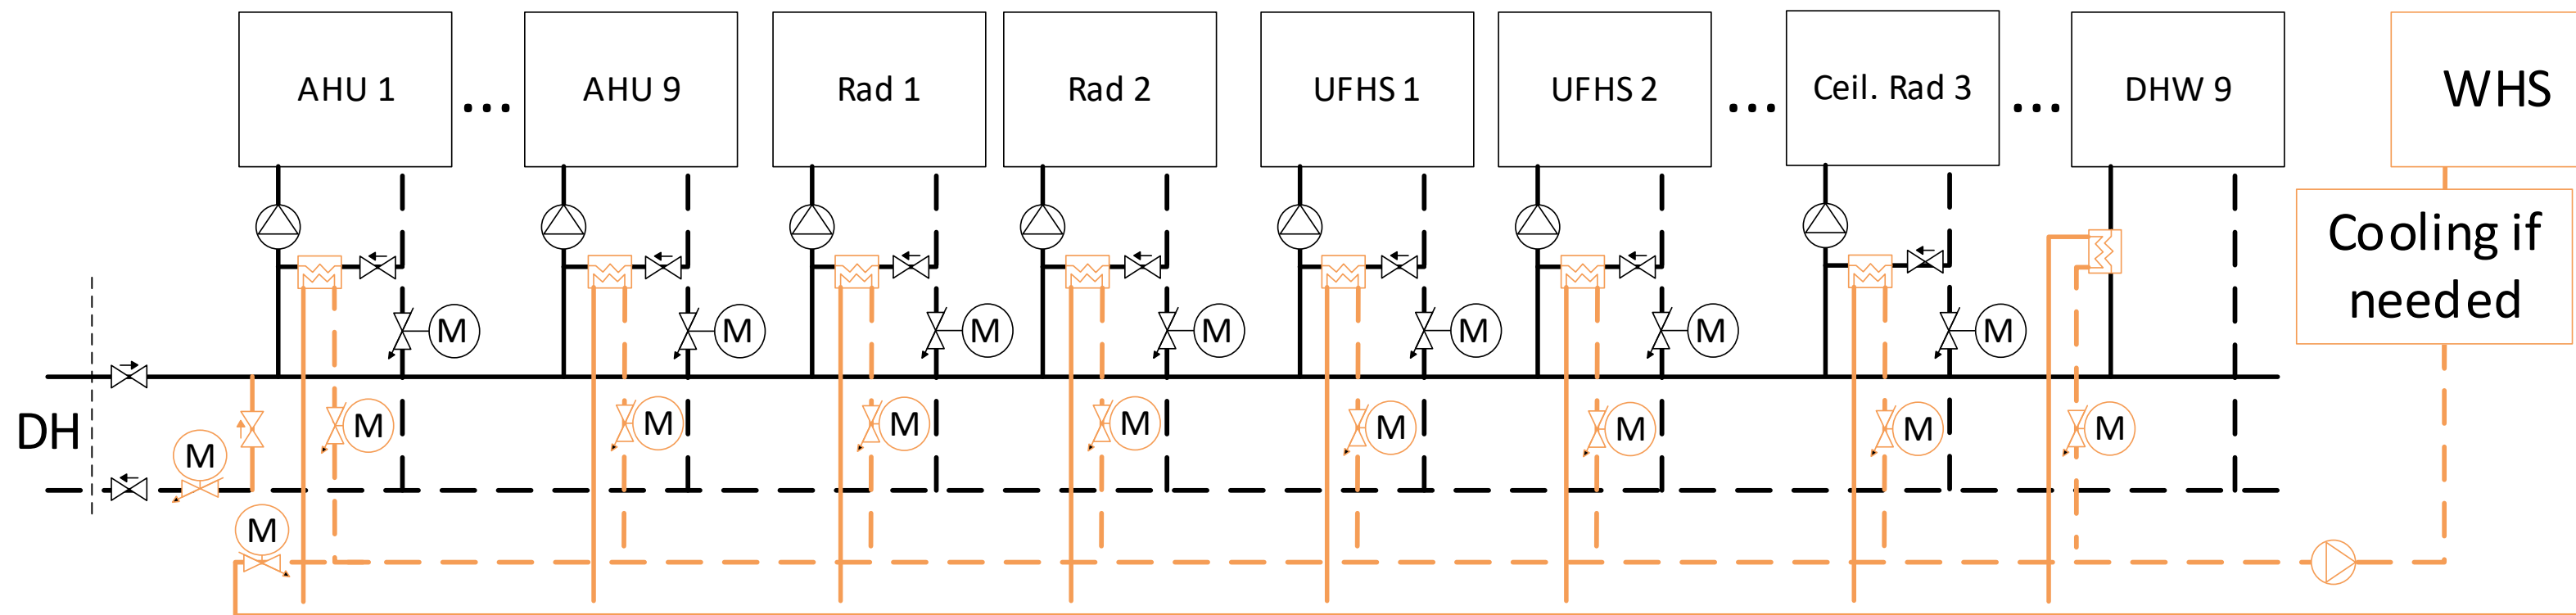 AHU 1
...
AHU 9
Rad 1
Rad 2
UFHS 1
UFHS 2
...
Ceil. Rad 3
...
DHW 9
WHS
Cooling if
needed
M
M
M
M
M
M
M
DH
M
M
M
M
M
M
M
M
M
M